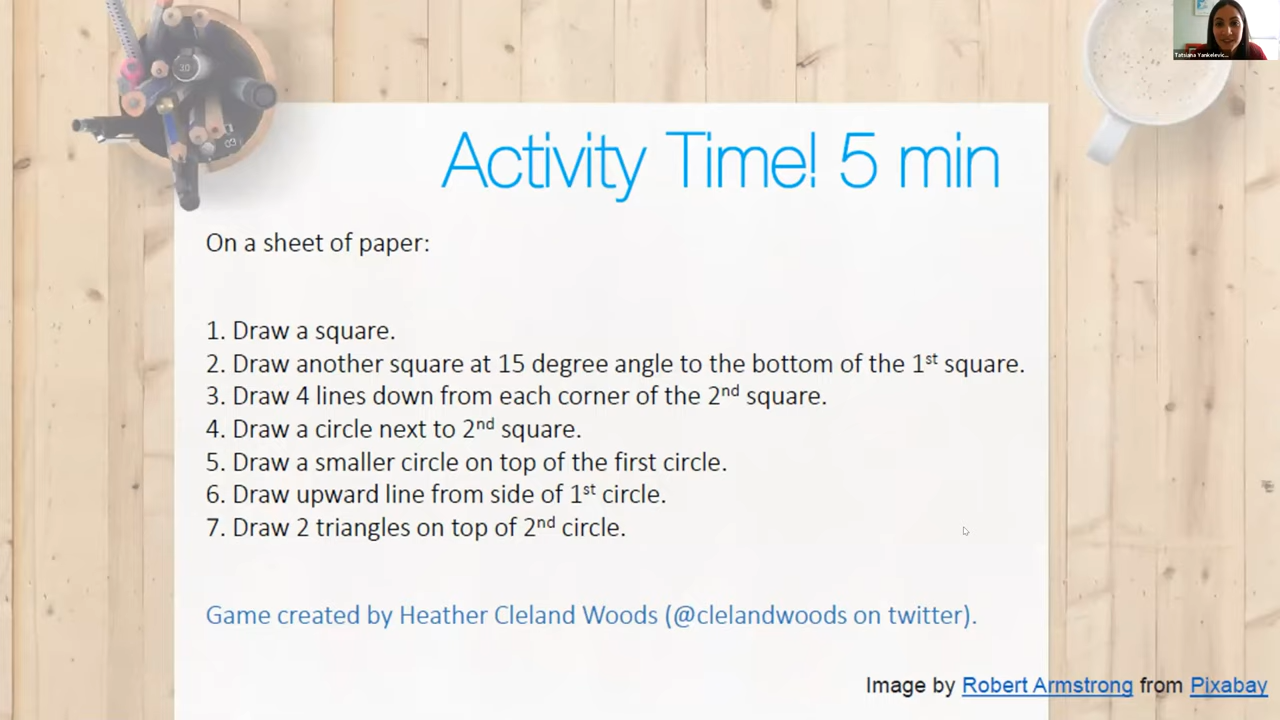 Tatsiana Yankelevic...
Activity Time! 5 min
On a sheet of paper:
1. Draw a square.
2. Draw another square at 15 degree angle to the bottom of the 1st square.
3. Draw 4 lines down from each corner of the 2nd square.
4. Draw a circle next to 2nd square.
5. Draw a smaller circle on top of the first circle.
6. Draw upward line from side of 1st circle.
7. Draw 2 triangles on top of 2nd circle.
Game created by Heather Cleland Woods (@clelandwoods on twitter).
Image by Robert Armstrong from Pixabay